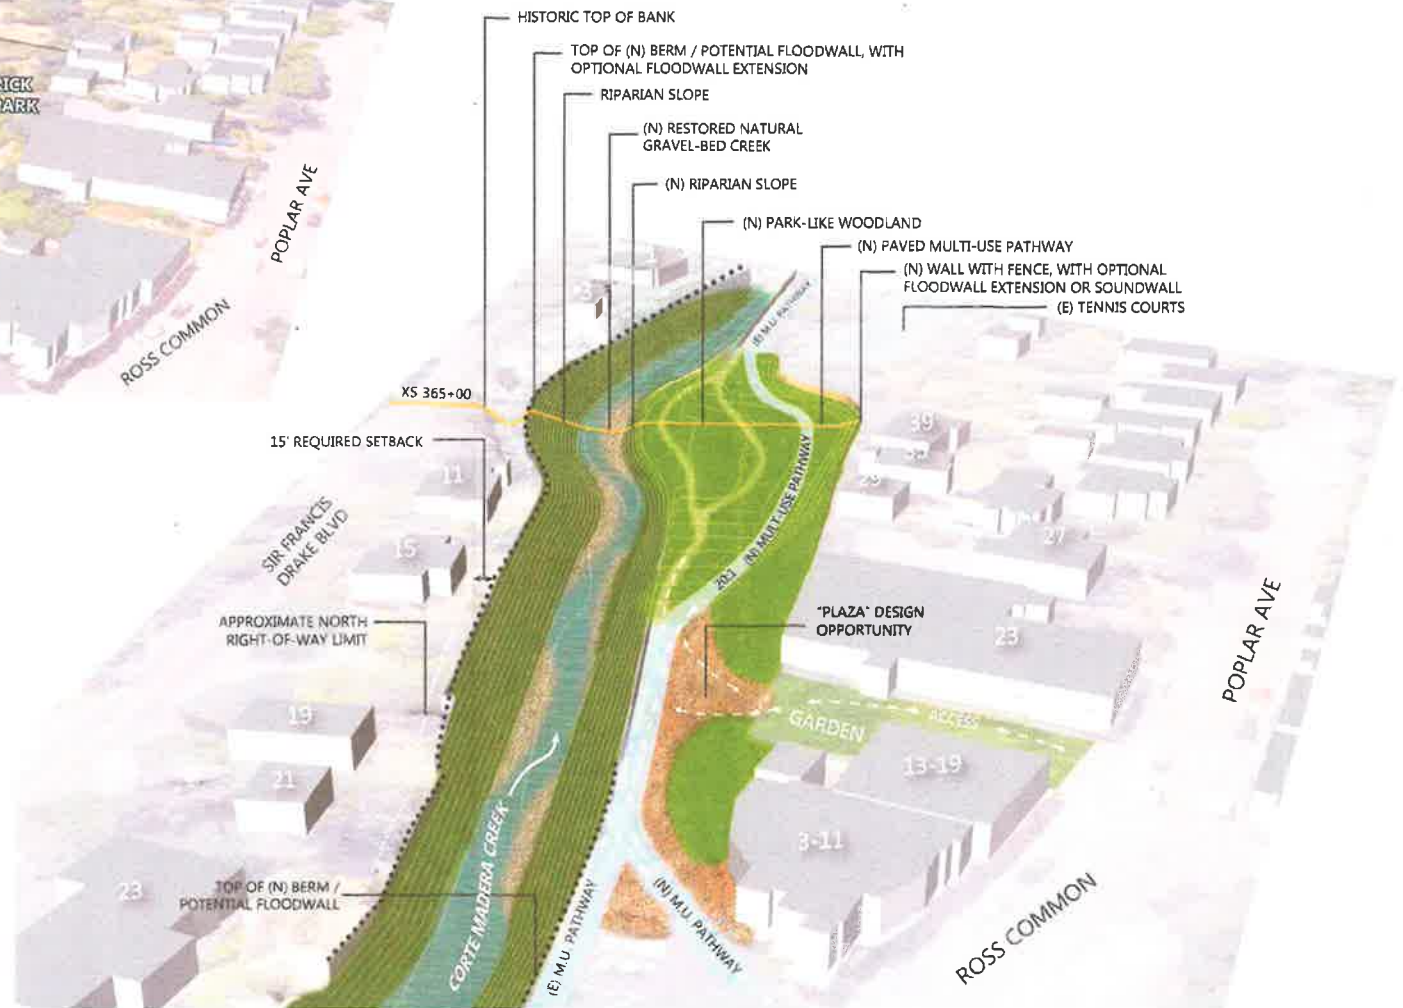 HISTORIC TOP OF BANK
TOP OF (N) BERM / POTENTIAL FLOODWALL, WITH
OPTIONAL FLOODWALL EXTENSION
RIPARIAN SLOPE
(N) RESTORED NATURAL
GRAVEL-BED CREEK
(N) RIPARIAN SLOPE
(N) PARK-LIKE WOODLAND
(N) PAVED MULTI-USE PATHWAY
(N) WALL WITH FENCE, WITH OPTIONAL
FLOODWALL EXTENSION OR SOUNDWALL
(E) TENNIS COURTS
POPLAR AVE
ROSS COMMON
(E) M.U. PATHWAY
XS 365+00
15' REQUIRED SETBACK
11
39
29
SIR FRANCIS
DRAKE BLVD
15
27
(N) MULT-USE PATHWAY
APPROXIMATE NORTH
RIGHT-OF-WAY LIMIT
"PLAZA" DESIGN
OPPORTUNITY
23
POPLAR AVE
19
21
GARDEN
ACCESS
13-19
3-11
CORTE MADERA CREEK
23
TOP OF (N) BERM /
POTENTIAL FLOODWALL
(E) M.U. PATHWAY
(N) M.U. PATHWAY
ROSS COMMON